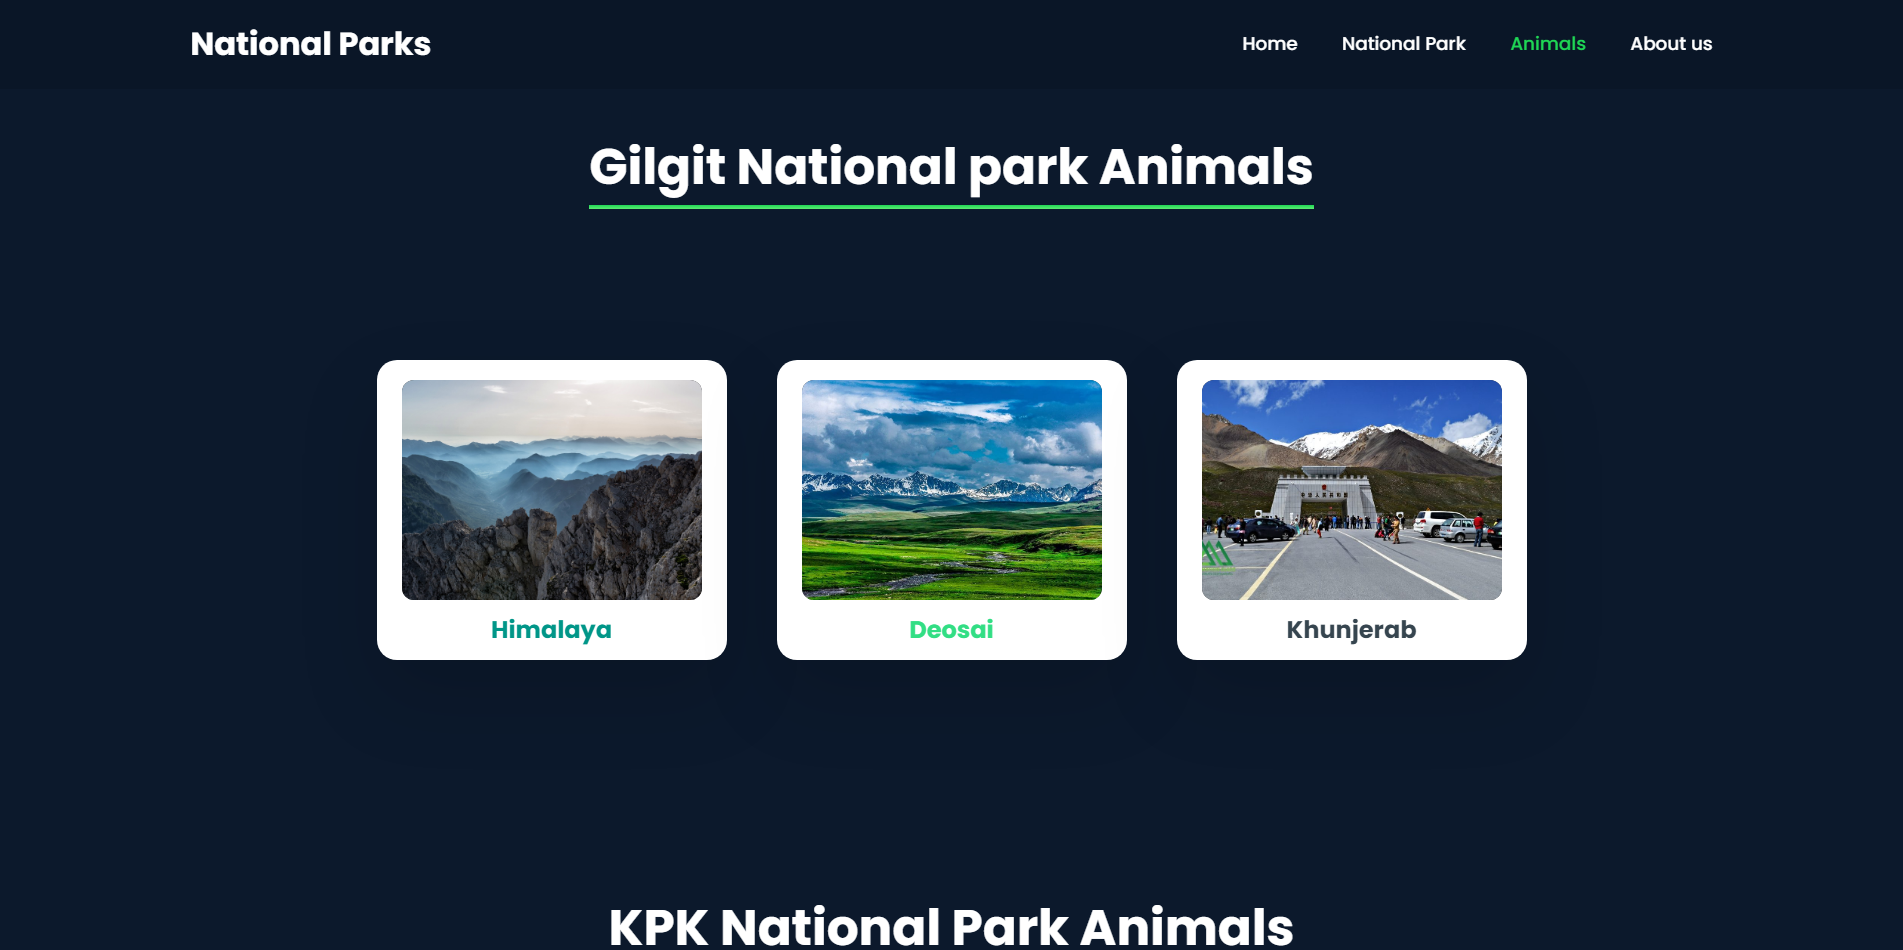 National Parks
Home
National Park
Animals
About us
Gilgit National park Animals
Himalaya
Deosai
Khunjerab
KPK National Park Animals